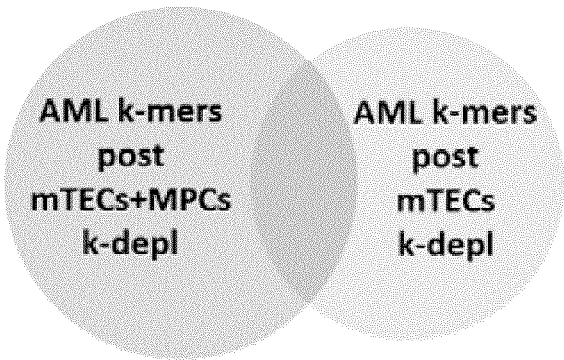 AML k-mers
post
mTECs+MPCs
k-depl
AML k-mers
post
mTECs
k-depl